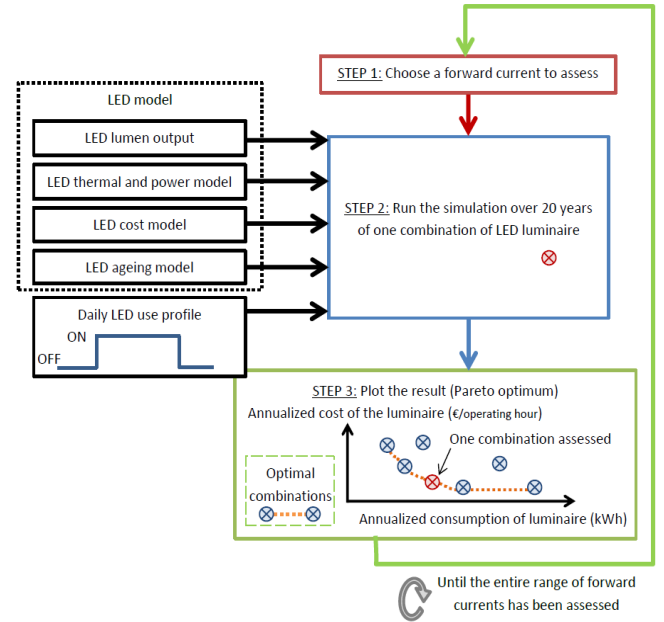 STEP 1: Choose a forward current to assess
LED model
LED lumen output
LED thermal and power model
LED cost model
LED ageing model
STEP 2: Run the simulation over 20 years
of one combination of LED luminaire
Daily LED use profile
ON
OFF
STEP 3: Plot the result (Pareto optimum)
Annualized cost of the luminaire (€/operating hour)
One combination assessed
Optimal
combinations
Annualized consumption of luminaire (kWh)
Until the entire range of forward
currents has been assessed